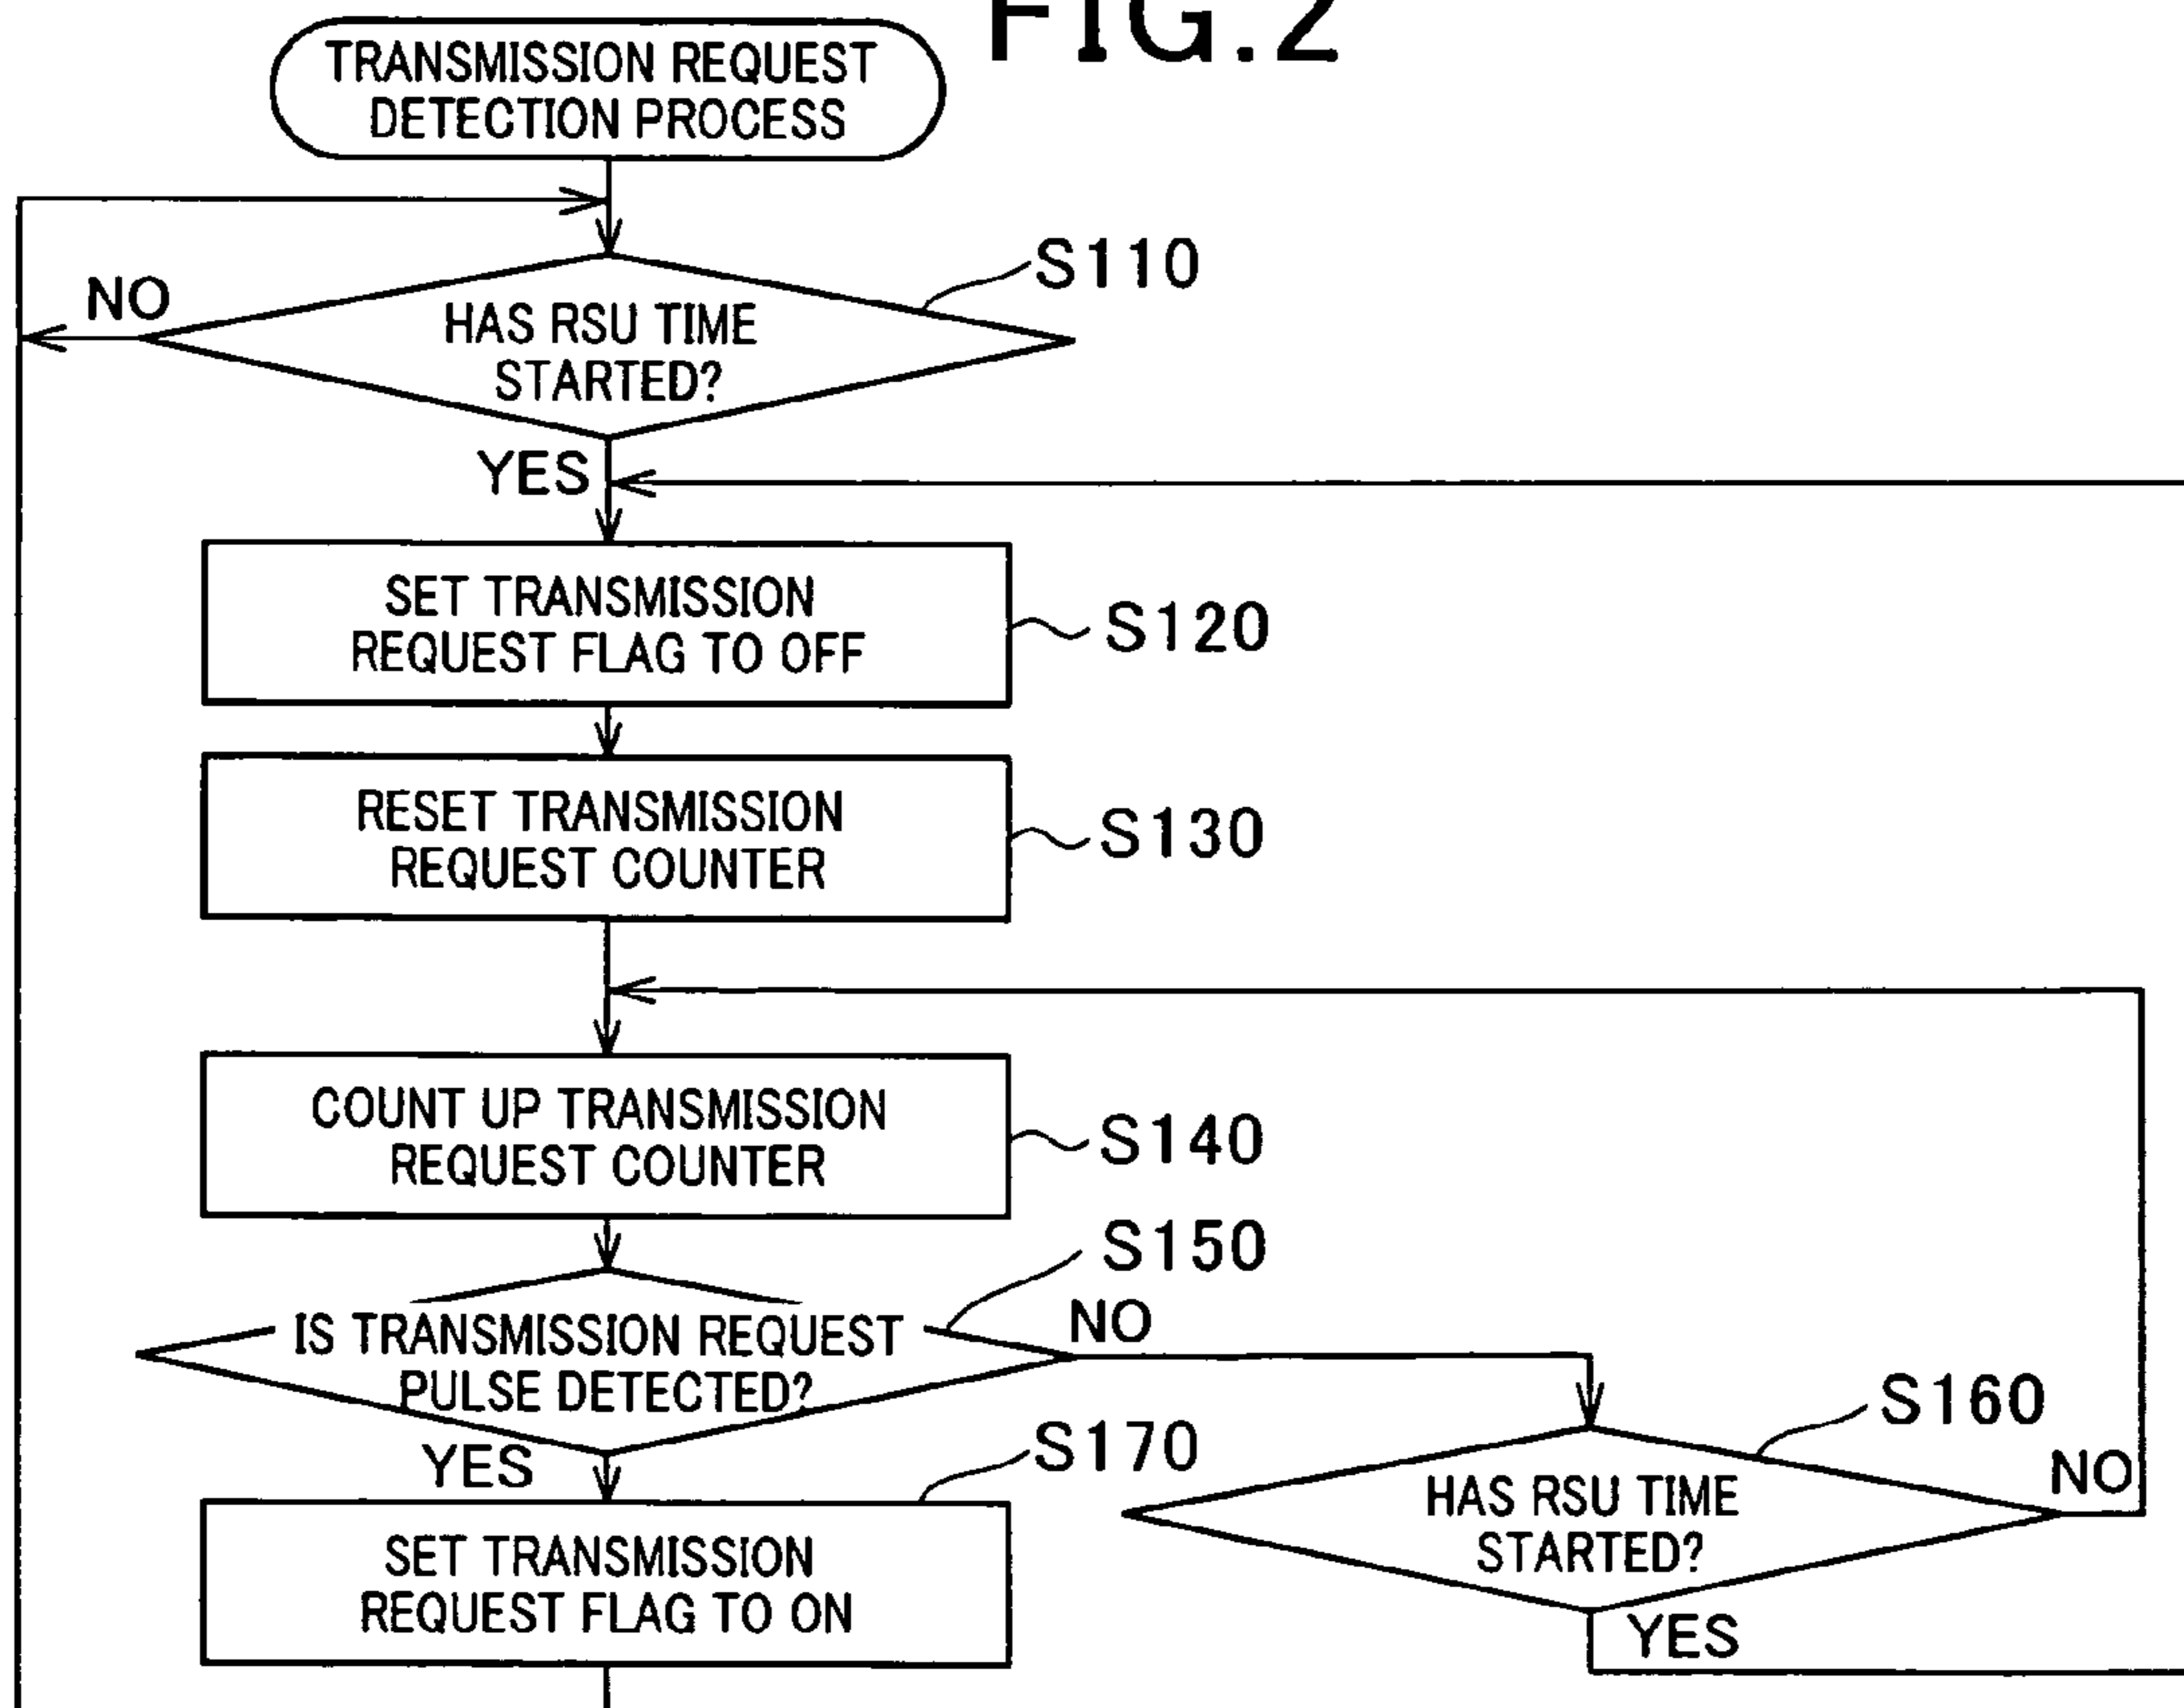 FIG.2
TRANSMISSION REQUEST
DETECTION PROCESS
S110
NO
HAS RSU TIME
STARTED?
YES
SET TRANSMISSION
REQUEST FLAG TO OFF
S120
RESET TRANSMISSION
REQUEST COUNTER
S130
COUNT UP TRANSMISSION
REQUEST COUNTER
S140
S150
IS TRANSMISSION REQUEST
PULSE DETECTED?
NO
YES
S160
HAS RSU TIME
STARTED?
NO
YES
S170
SET TRANSMISSION
REQUEST FLAG TO ON